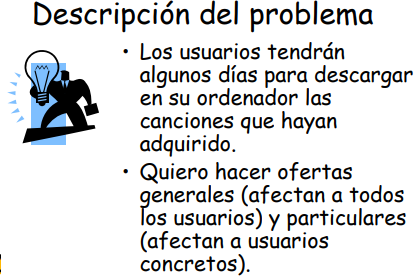 Descripción del problema
• Los usuarios tendrán
algunos días para descargar
en su ordenador las
canciones que hayan
adquirido.
• Quiero hacer ofertas
generales (afectan a todos
los usuarios) y particulares
(afectan a usuarios
concretos).